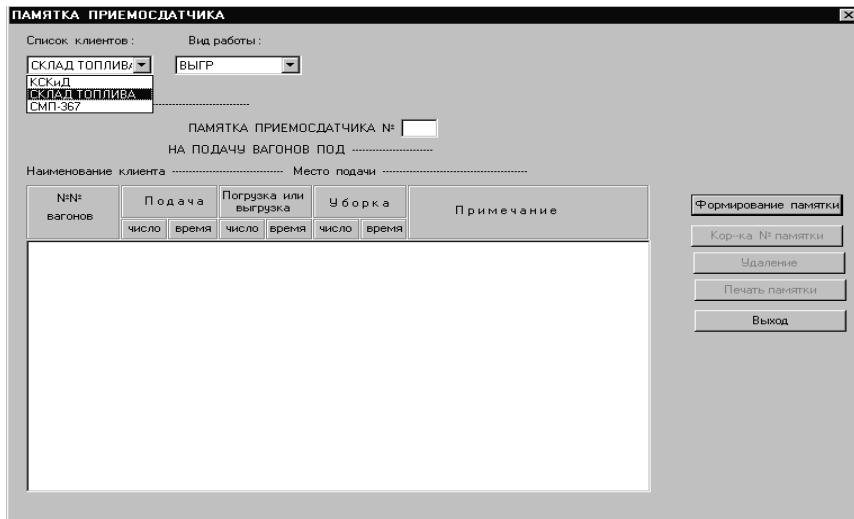 ПАМЯТКА ПРИЕМОСДАТЧИКА
Список клиентов : Вид работы :
СКЛАД ТОПЛИВА ВЫГР
КСКиД
СКЛАД ТОПЛИВА
СМП-367
ПАМЯТКА ПРИЕМОСДАТЧИКА №
НА ПОДАЧУ ВАГОНОВ ПОД
Наименование клиента Место подачи
№№ вагонов Подача Погрузка или выгрузка Уборка Примечание
число время число время число время
Формирование памятки
Кор-ка № памятки
Удаление
Печать памятки
Выход